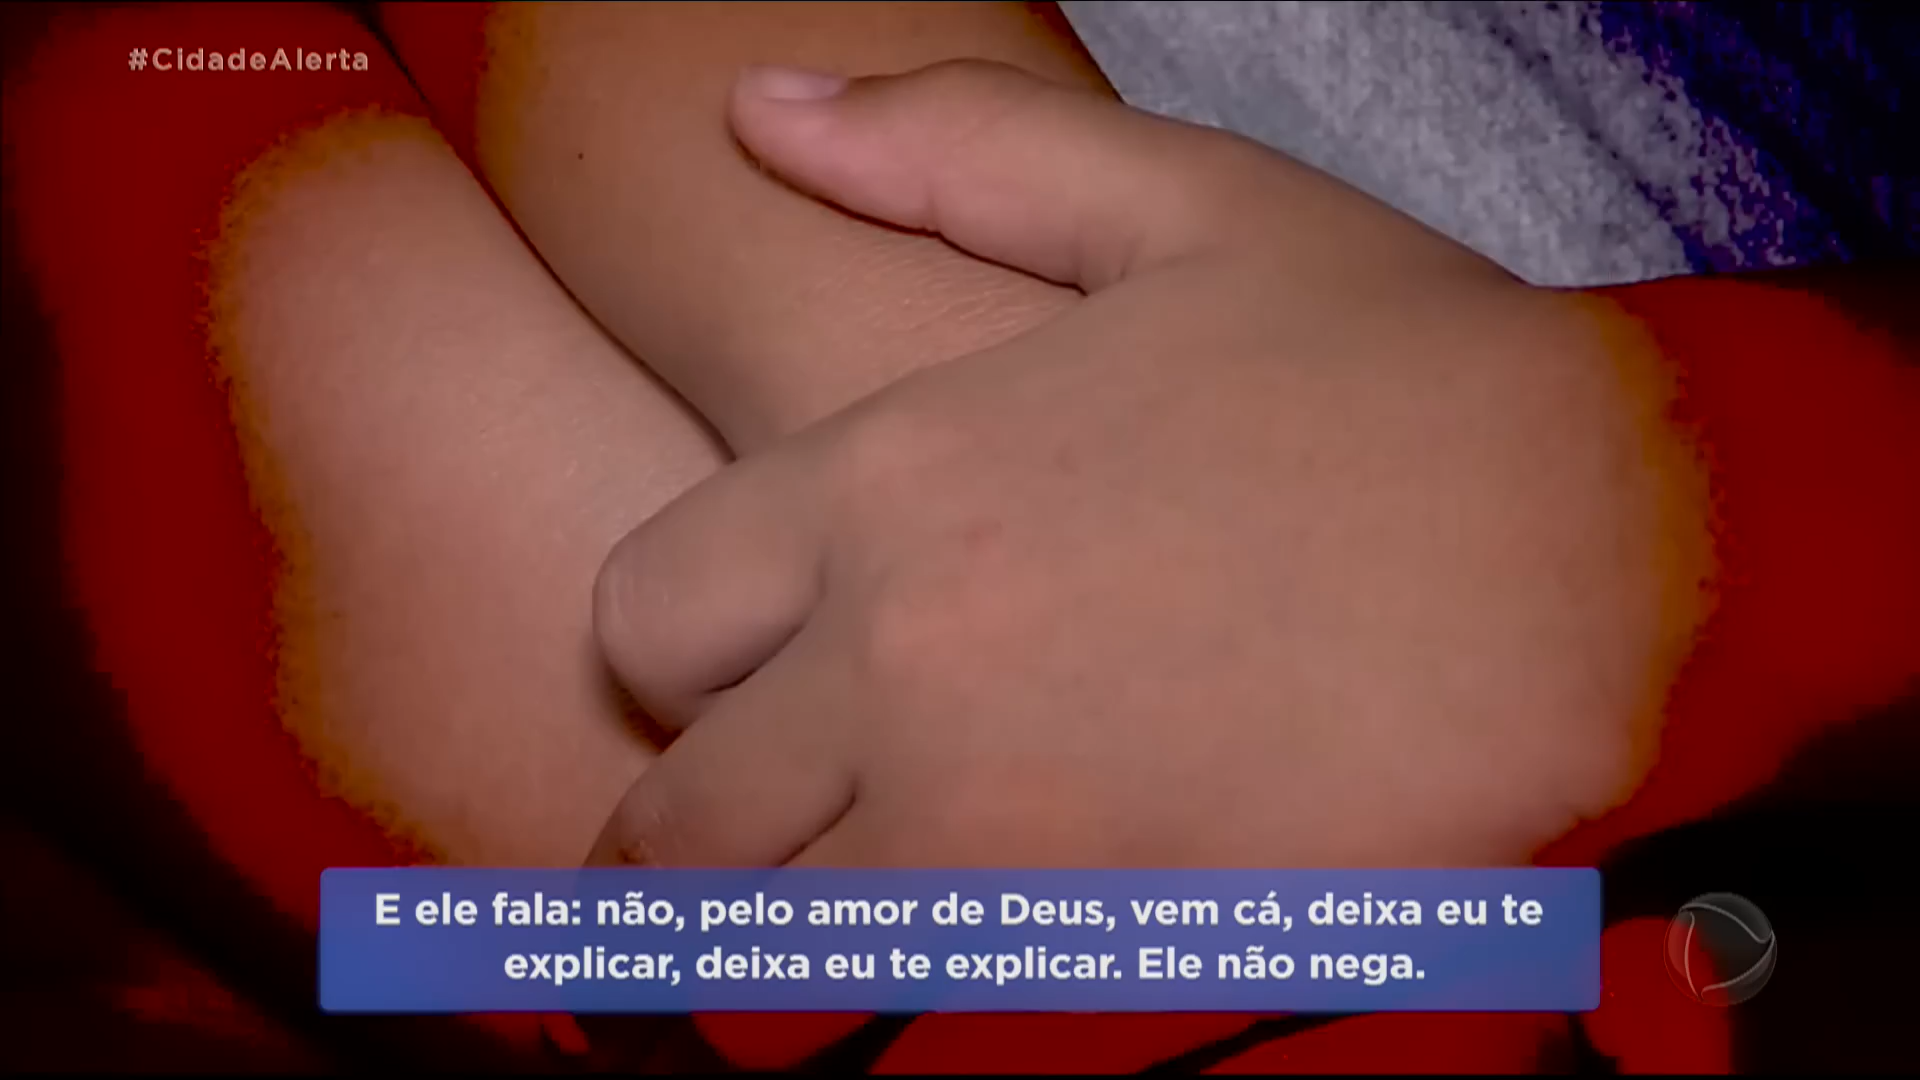 #CidadeAlerta
E ele fala: não, pelo amor de Deus, vem cá, deixa eu te
explicar, deixa eu te explicar. Ele não nega.